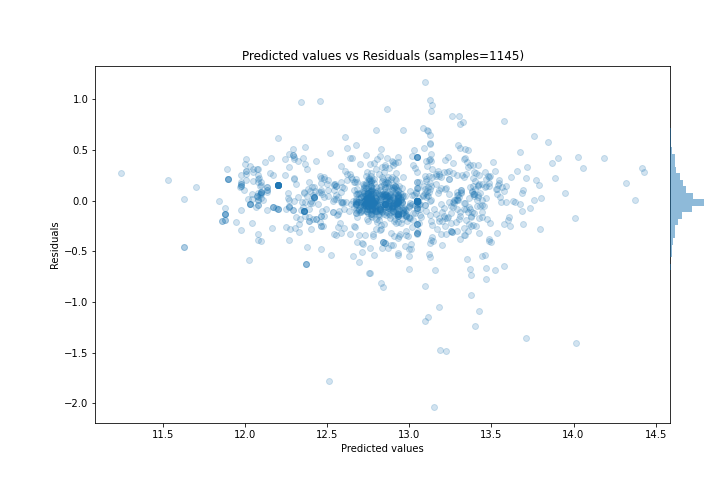 Predicted values vs Residuals (samples=1145)
1.0
0.5
0.0
−0.5
−1.0
−1.5
−2.0
Residuals
11.5 12.0 12.5 13.0 13.5 14.0 14.5
Predicted values